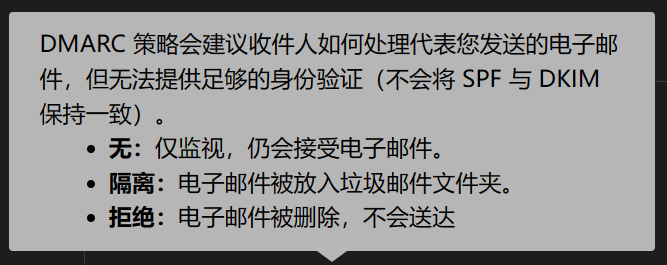 DMARC 策略会建议收件人如何处理代表您发送的电子邮
件，但无法提供足够的身份验证（不会将 SPF 与 DKIM
保持一致）。
• 无：仅监视，仍会接受电子邮件。
• 隔离：电子邮件被放入垃圾邮件文件夹。
• 拒绝：电子邮件被删除，不会送达